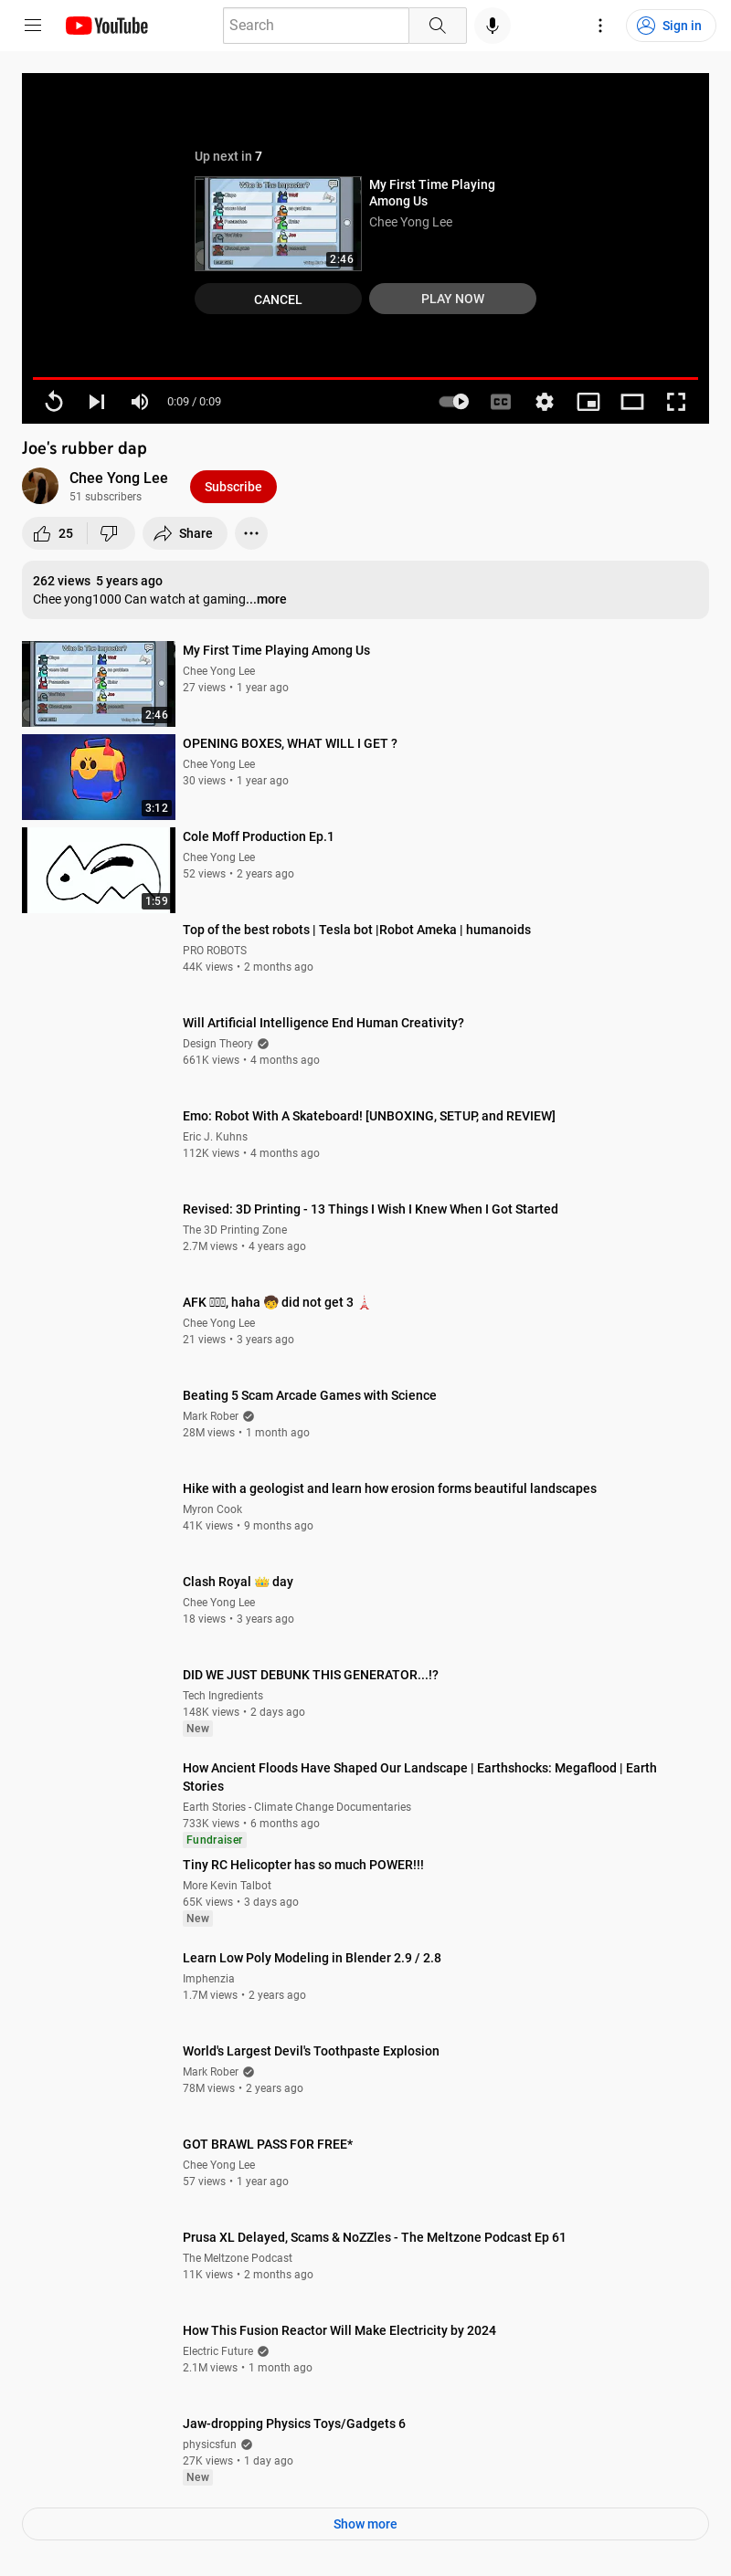 YouTube
Search
Sign in
Up next in 7
My First Time Playing
Among Us
Chee Yong Lee
Who Is The Impostor?
2:46
CANCEL
PLAY NOW
0:09 / 0:09
CC
Joe's rubber dap
Chee Yong Lee
51 subscribers
Subscribe
25
Share
262 views 5 years ago
Chee yong1000 Can watch at gaming...more
Who Is The Impostor?
2:46
My First Time Playing Among Us
Chee Yong Lee
27 views • 1 year ago
3:12
OPENING BOXES, WHAT WILL I GET ?
Chee Yong Lee
30 views • 1 year ago
1:59
Cole Moff Production Ep.1
Chee Yong Lee
52 views • 2 years ago
Top of the best robots | Tesla bot |Robot Ameka | humanoids
PRO ROBOTS
44K views • 2 months ago
Will Artificial Intelligence End Human Creativity?
Design Theory
661K views • 4 months ago
Emo: Robot With A Skateboard! [UNBOXING, SETUP, and REVIEW]
Eric J. Kuhns
112K views • 4 months ago
Revised: 3D Printing - 13 Things I Wish I Knew When I Got Started
The 3D Printing Zone
2.7M views • 4 years ago
AFK , haha 🧒 did not get 3 🗼
Chee Yong Lee
21 views • 3 years ago
Beating 5 Scam Arcade Games with Science
Mark Rober
28M views • 1 month ago
Hike with a geologist and learn how erosion forms beautiful landscapes
Myron Cook
41K views • 9 months ago
Clash Royal 👑 day
Chee Yong Lee
18 views • 3 years ago
DID WE JUST DEBUNK THIS GENERATOR...!?
Tech Ingredients
148K views • 2 days ago
New
How Ancient Floods Have Shaped Our Landscape | Earthshocks: Megaflood | Earth
Stories
Earth Stories - Climate Change Documentaries
733K views • 6 months ago
Fundraiser
Tiny RC Helicopter has so much POWER!!!
More Kevin Talbot
65K views • 3 days ago
New
Learn Low Poly Modeling in Blender 2.9 / 2.8
Imphenzia
1.7M views • 2 years ago
World's Largest Devil's Toothpaste Explosion
Mark Rober
78M views • 2 years ago
GOT BRAWL PASS FOR FREE*
Chee Yong Lee
57 views • 1 year ago
Prusa XL Delayed, Scams & NoZZles - The Meltzone Podcast Ep 61
The Meltzone Podcast
11K views • 2 months ago
How This Fusion Reactor Will Make Electricity by 2024
Electric Future
2.1M views • 1 month ago
Jaw-dropping Physics Toys/Gadgets 6
physicsfun
27K views • 1 day ago
New
Show more